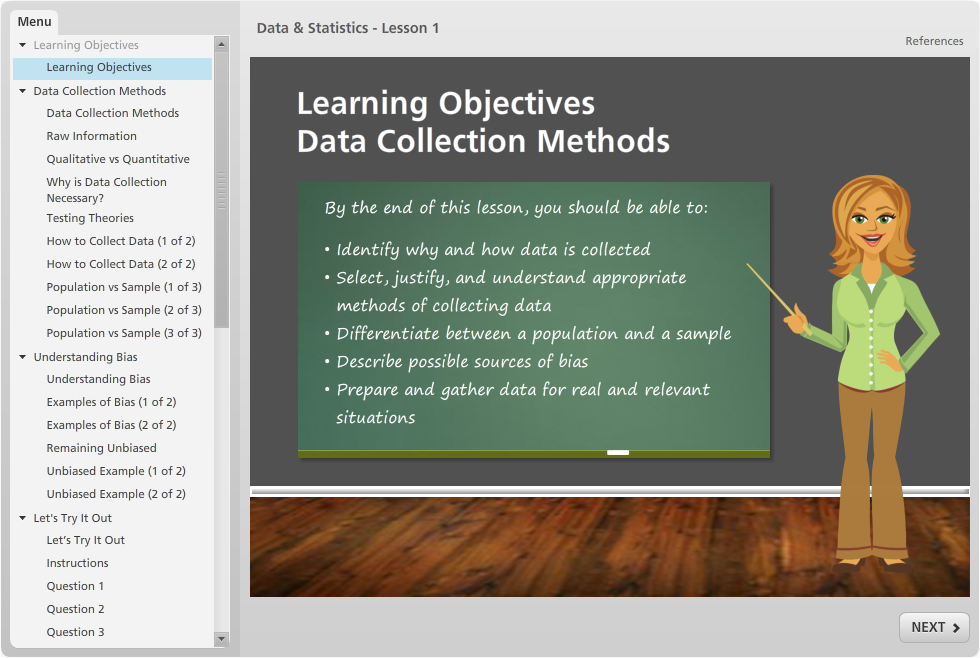 Menu
Learning Objectives
Learning Objectives
Data Collection Methods
Data Collection Methods
Raw Information
Qualitative vs Quantitative
Why is Data Collection
Necessary?
Testing Theories
How to Collect Data (1 of 2)
How to Collect Data (2 of 2)
Population vs Sample (1 of 3)
Population vs Sample (2 of 3)
Population vs Sample (3 of 3)
Understanding Bias
Understanding Bias
Examples of Bias (1 of 2)
Examples of Bias (2 of 2)
Remaining Unbiased
Unbiased Example (1 of 2)
Unbiased Example (2 of 2)
Let's Try It Out
Let's Try It Out
Instructions
Question 1
Question 2
Question 3
Data & Statistics - Lesson 1
References
Learning Objectives
Data Collection Methods
By the end of this lesson, you should be able to:
• Identify why and how data is collected
• Select, justify, and understand appropriate
methods of collecting data
• Differentiate between a population and a sample
• Describe possible sources of bias
• Prepare and gather data for real and relevant
situations
NEXT